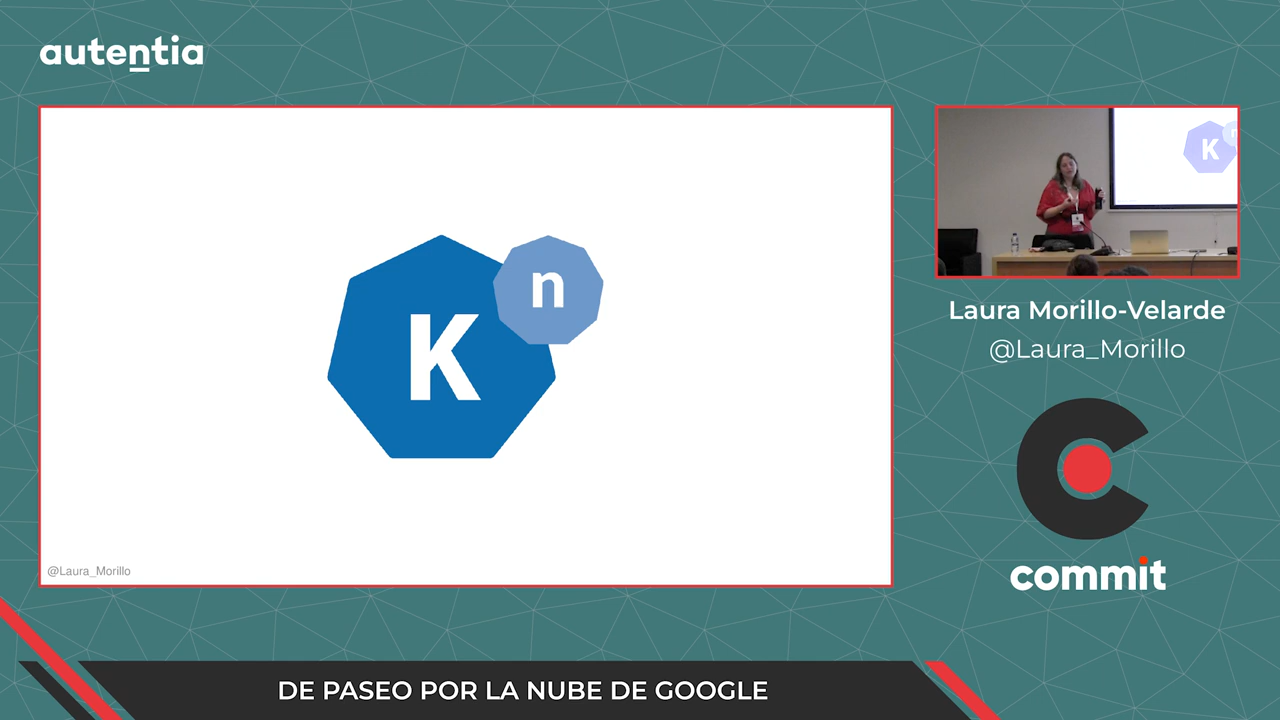 autentia
K
n
@Laura_Morillo
K
n
Laura Morillo-Velarde
@Laura_Morillo
commit
DE PASEO POR LA NUBE DE GOOGLE